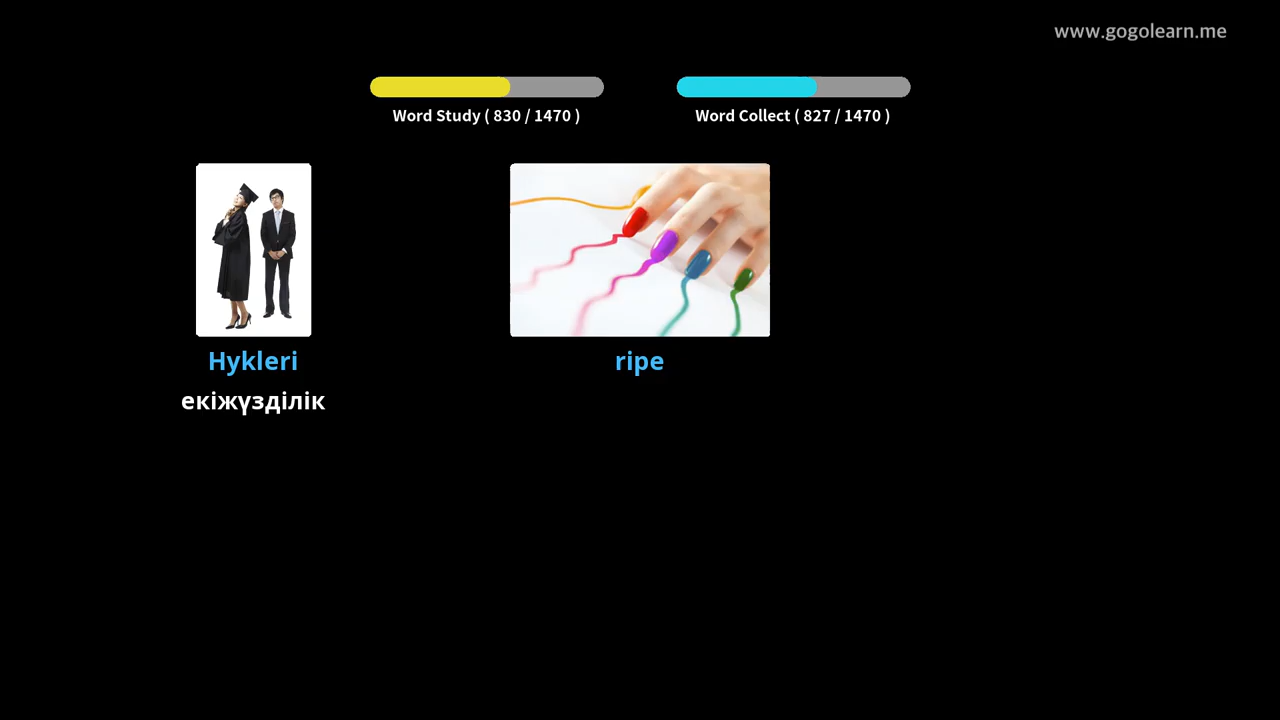 www.gogolearn.me
Word Study ( 830 / 1470 )
Word Collect ( 827 / 1470 )
Hykleri
ripe
екіжүзділік